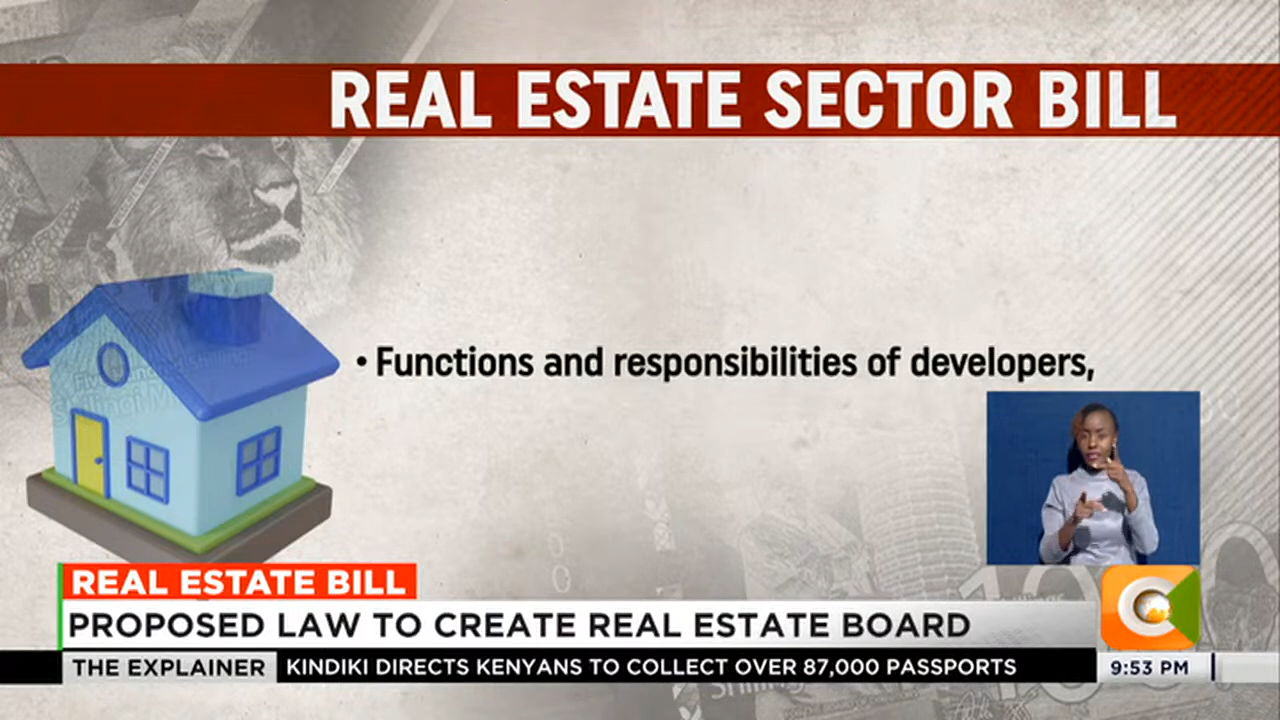 REAL ESTATE SECTOR BILL
• Functions and responsibilities of developers,
REAL ESTATE BILL
PROPOSED LAW TO CREATE REAL ESTATE BOARD
THE EXPLAINER
KINDIKI DIRECTS KENYANS TO COLLECT OVER 87,000 PASSPORTS
9:53 PM